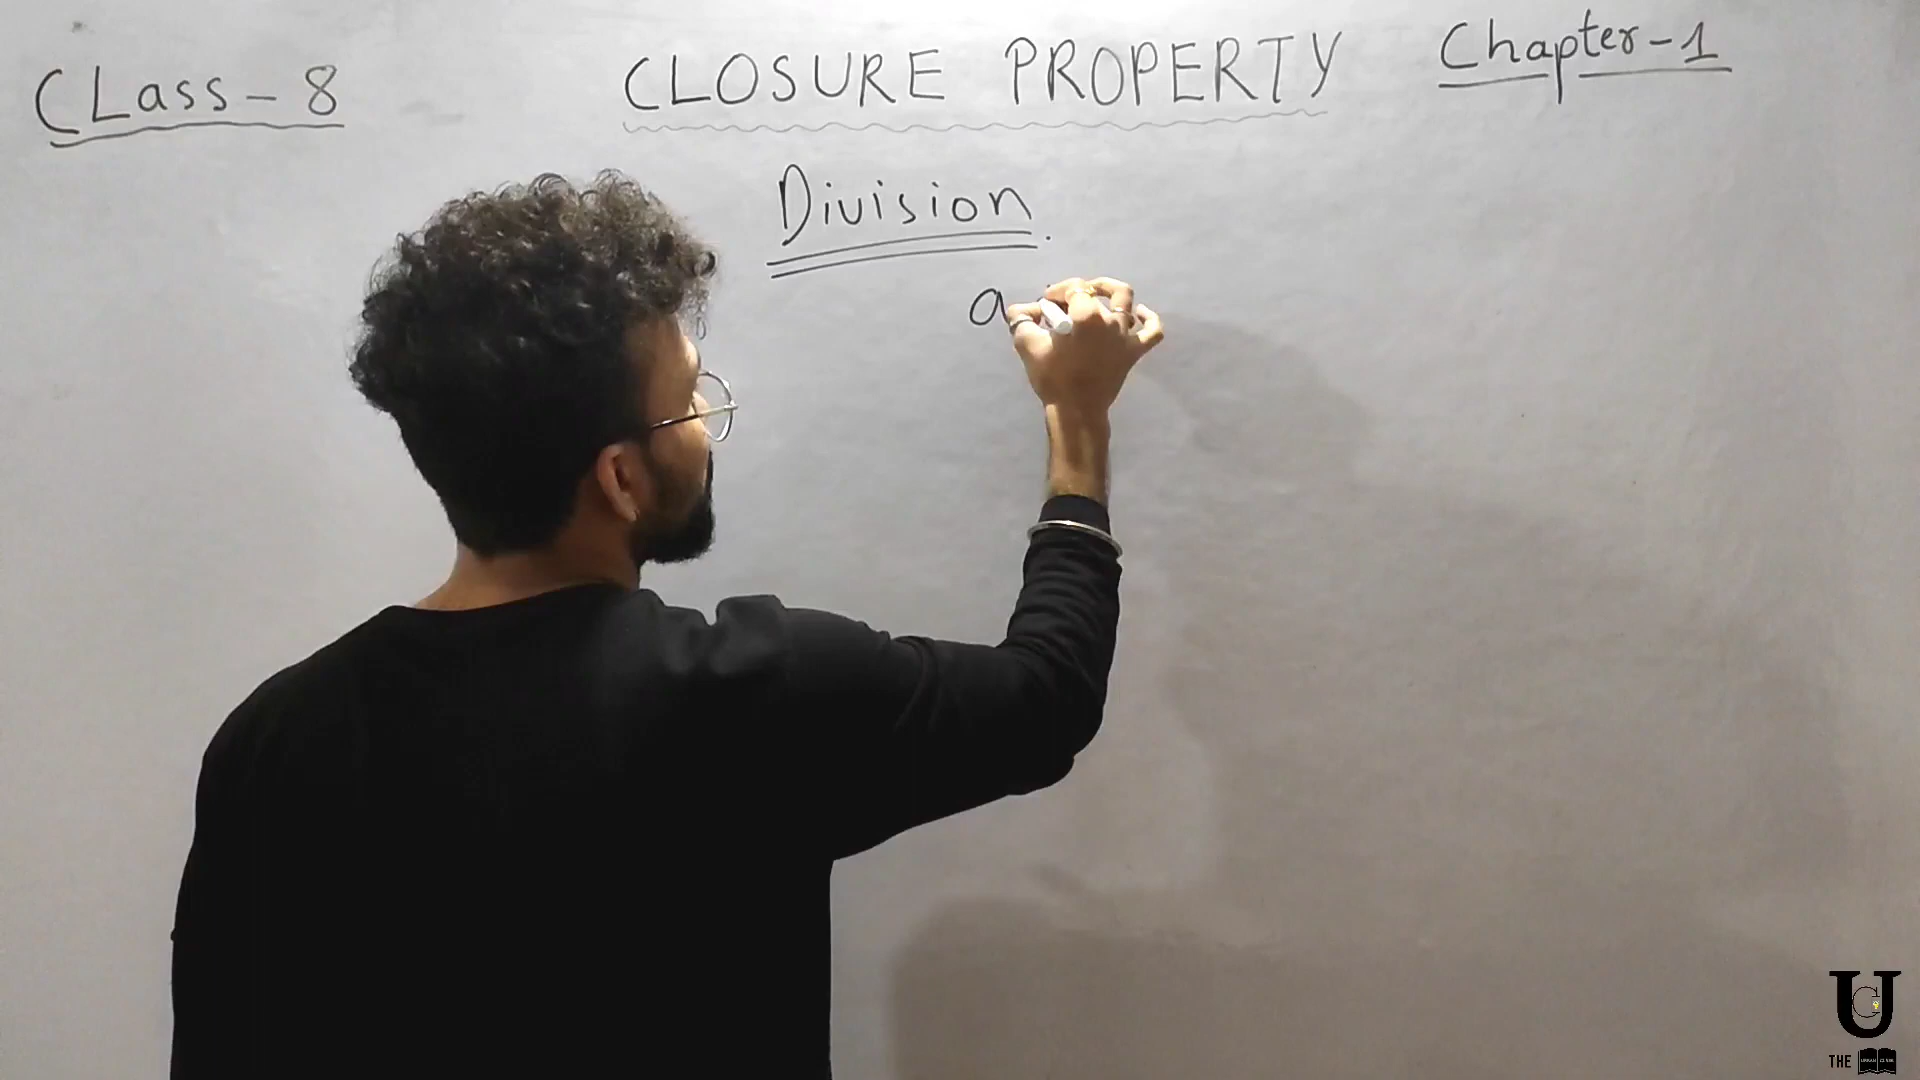 CLass - 8
CLOSURE PROPERTY
Chapter - 1
Division
a
U
C
THE